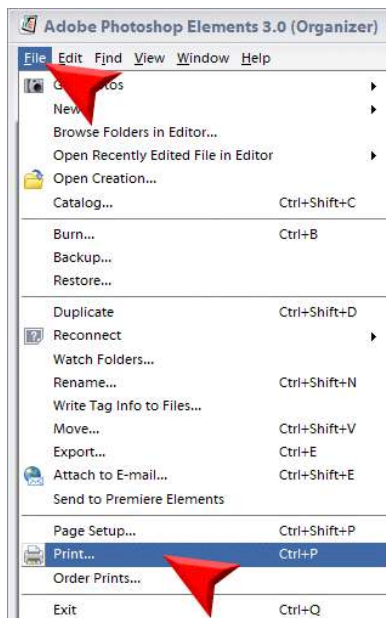 Adobe Photoshop Elements 3.0 (Organizer)
File Edit Find View Window Help
New
Browse Folders in Editor...
Open Recently Edited File in Editor
Open Creation...
Catalog... Ctrl+Shift+C
Burn... Ctrl+B
Backup...
Restore...
Duplicate Ctrl+Shift+D
Reconnect
Watch Folders...
Rename... Ctrl+Shift+N
Write Tag Info to Files...
Move... Ctrl+Shift+V
Export... Ctrl+E
Attach to E-mail... Ctrl+Shift+E
Send to Premiere Elements
Page Setup... Ctrl+Shift+P
Print... Ctrl+P
Order Prints...
Exit Ctrl+Q